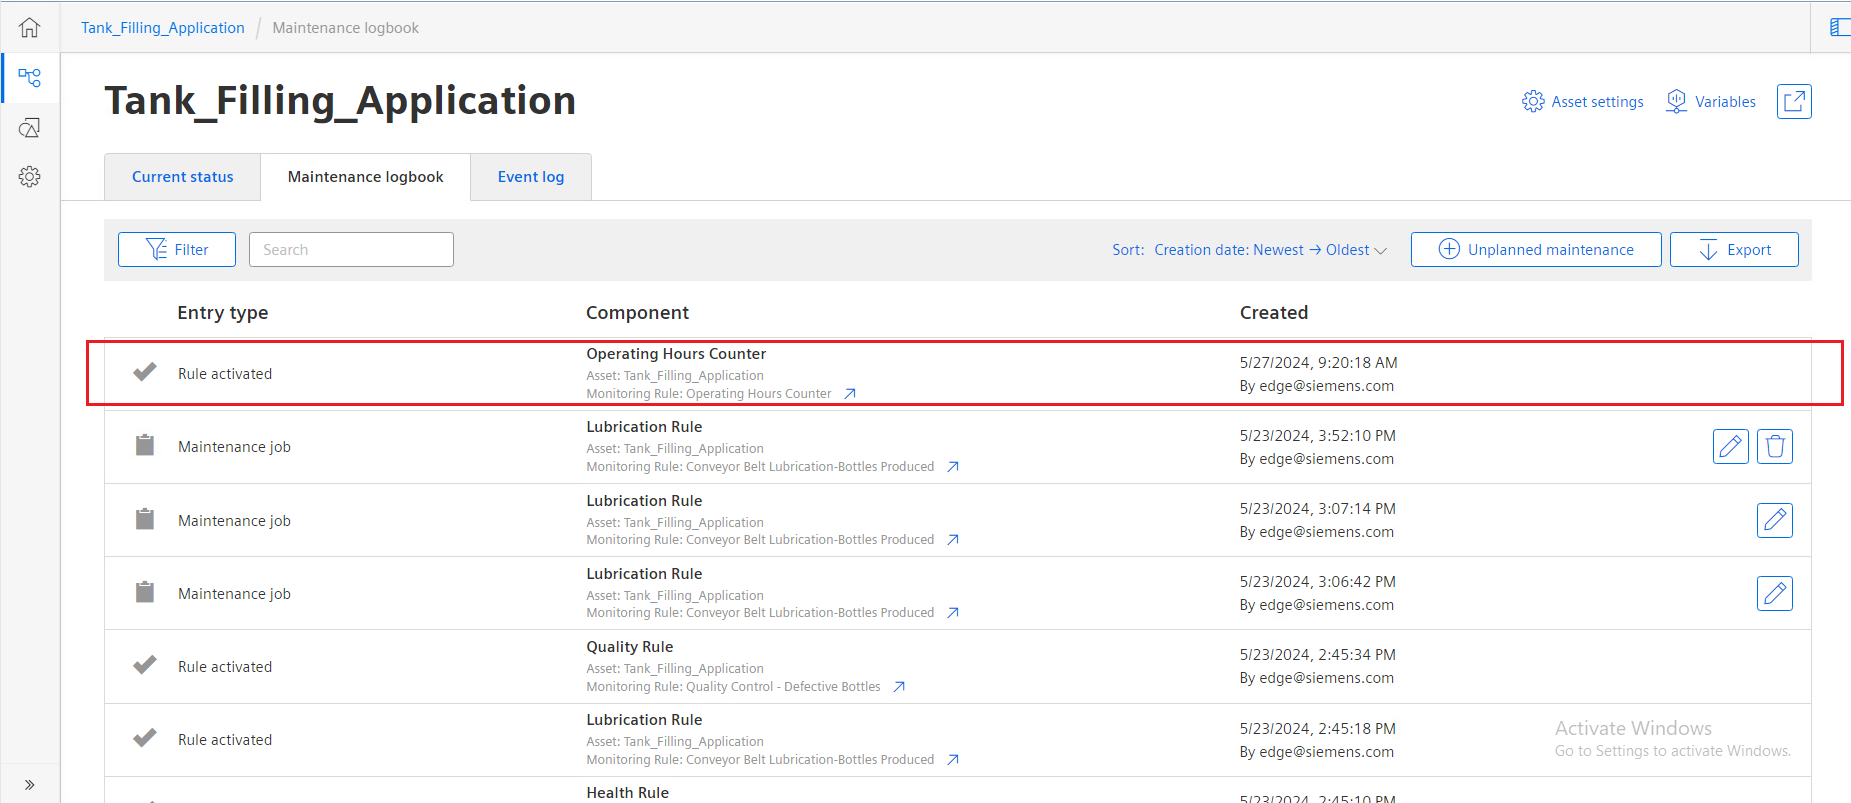 Tank_Filling_Application / Maintenance logbook
Tank_Filling_Application
Asset settings
Variables
Current status
Maintenance logbook
Event log
Filter
Search
Sort: Creation date: Newest → Oldest
Unplanned maintenance
Export
Entry type
Component
Created
Rule activated
Operating Hours Counter
Asset: Tank_Filling_Application
Monitoring Rule: Operating Hours Counter
5/27/2024, 9:20:18 AM
By edge@siemens.com
Maintenance job
Lubrication Rule
Asset: Tank_Filling_Application
Monitoring Rule: Conveyor Belt Lubrication-Bottles Produced
5/23/2024, 3:52:10 PM
By edge@siemens.com
Maintenance job
Lubrication Rule
Asset: Tank_Filling_Application
Monitoring Rule: Conveyor Belt Lubrication-Bottles Produced
5/23/2024, 3:07:14 PM
By edge@siemens.com
Maintenance job
Lubrication Rule
Asset: Tank_Filling_Application
Monitoring Rule: Conveyor Belt Lubrication-Bottles Produced
5/23/2024, 3:06:42 PM
By edge@siemens.com
Rule activated
Quality Rule
Asset: Tank_Filling_Application
Monitoring Rule: Quality Control - Defective Bottles
5/23/2024, 2:45:34 PM
By edge@siemens.com
Rule activated
Lubrication Rule
Asset: Tank_Filling_Application
Monitoring Rule: Conveyor Belt Lubrication-Bottles Produced
5/23/2024, 2:45:18 PM
By edge@siemens.com
Activate Windows
Go to Settings to activate Windows.
Health Rule
5/23/2024, 2:45:10 PM